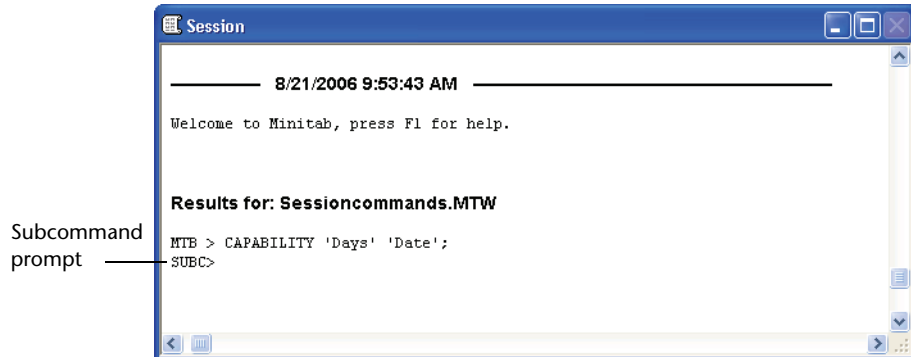 Session
8/21/2006 9:53:43 AM
Welcome to Minitab, press F1 for help.
Results for: Sessioncommands.MTW
MTB > CAPABILITY 'Days' 'Date';
SUBC>
Subcommand
prompt